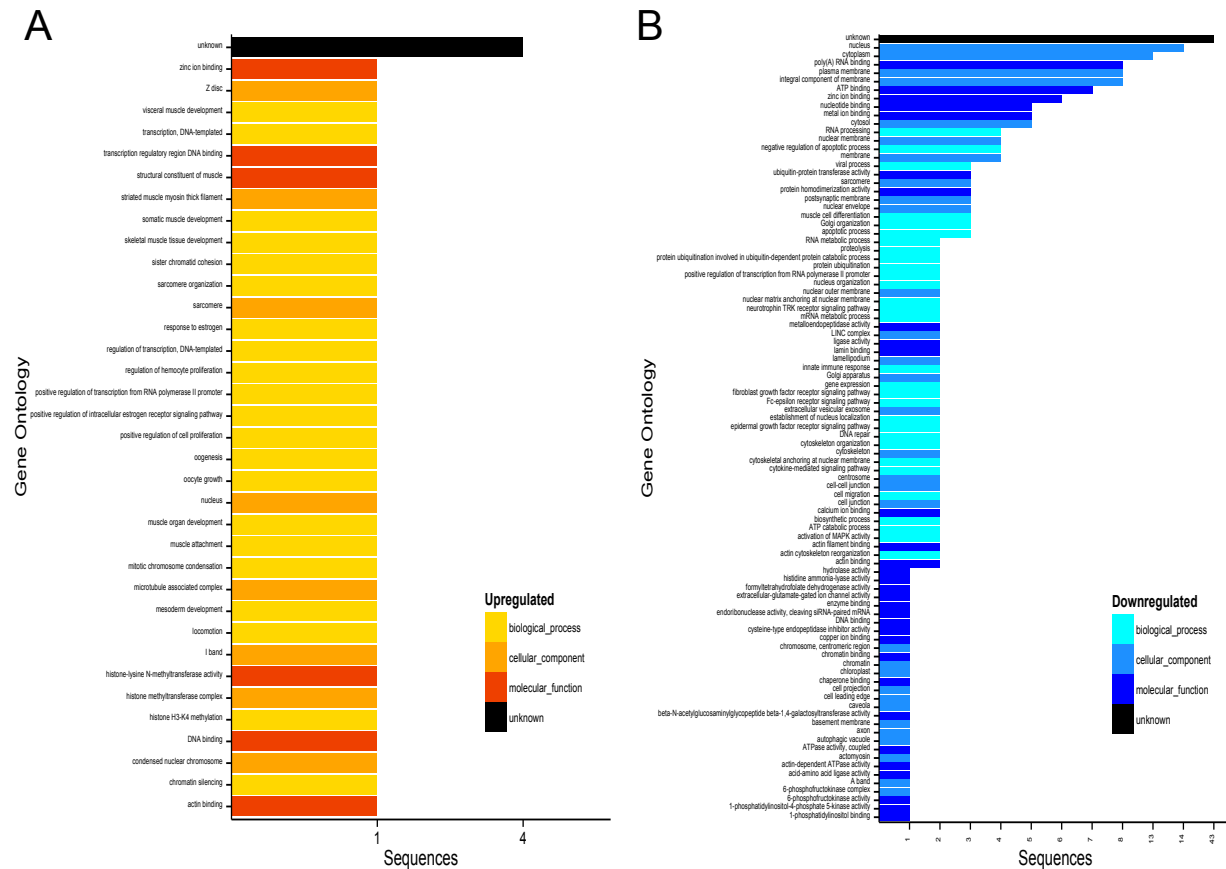 A
unknown
zinc ion binding
Z disc
visceral muscle development
transcription, DNA-templated
transcription regulatory region DNA binding
structural constituent of muscle
striated muscle myosin thick filament
somatic muscle development
skeletal muscle tissue development
sister chromatid cohesion
sarcomere organization
sarcomere
response to estrogen
regulation of transcription, DNA-templated
regulation of hemocyte proliferation
positive regulation of transcription from RNA polymerase II promoter
positive regulation of intracellular estrogen receptor signaling pathway
positive regulation of cell proliferation
oogenesis
oocyte growth
nucleus
muscle organ development
muscle attachment
mitotic chromosome condensation
microtubule associated complex
mesoderm development
locomotion
I band
histone-lysine N-methyltransferase activity
histone methyltransferase complex
histone H3-K4 methylation
DNA binding
condensed nuclear chromosome
chromatin silencing
actin binding
Gene Ontology
1
4
Sequences
Upregulated
biological_process
cellular_component
molecular_function
unknown
B
unknown
nucleus
cytoplasm
poly(A) RNA binding
plasma membrane
integral component of membrane
ATP binding
zinc ion binding
nucleotide binding
metal ion binding
cytosol
RNA processing
nuclear membrane
negative regulation of apoptotic process
membrane
viral process
ubiquitin-protein transferase activity
sarcomere
protein homodimerization activity
postsynaptic membrane
nuclear envelope
muscle cell differentiation
Golgi organization
apoptotic process
RNA metabolic process
proteolysis
protein ubiquitination involved in ubiquitin-dependent protein catabolic process
protein ubiquitination
positive regulation of transcription from RNA polymerase II promoter
nucleus organization
nuclear outer membrane
nuclear matrix anchoring at nuclear membrane
neurotrophin TRK receptor signaling pathway
mRNA metabolic process
metalloendopeptidase activity
LINC complex
ligase activity
lamin binding
lamellipodium
innate immune response
Golgi apparatus
gene expression
fibroblast growth factor receptor signaling pathway
Fc-epsilon receptor signaling pathway
extracellular vesicular exosome
establishment of nucleus localization
epidermal growth factor receptor signaling pathway
DNA repair
cytoskeleton organization
cytoskeleton
cytoskeletal anchoring at nuclear membrane
cytokine-mediated signaling pathway
centrosome
cell-cell junction
cell migration
cell junction
calcium ion binding
biosynthetic process
ATP catabolic process
activation of MAPK activity
actin filament binding
actin cytoskeleton reorganization
actin binding
hydrolase activity
histidine ammonia-lyase activity
formyltetrahydrofolate dehydrogenase activity
extracellular-glutamate-gated ion channel activity
enzyme binding
endoribonuclease activity, cleaving siRNA-paired mRNA
DNA binding
cysteine-type endopeptidase inhibitor activity
copper ion binding
chromosome, centromeric region
chromatin binding
chromatin
chloroplast
chaperone binding
cell projection
cell leading edge
caveola
beta-N-acetylglucosaminylglycopeptide beta-1,4-galactosyltransferase activity
basement membrane
axon
autophagic vacuole
ATPase activity, coupled
actomyosin
actin-dependent ATPase activity
acid-amino acid ligase activity
A band
6-phosphofructokinase complex
6-phosphofructokinase activity
1-phosphatidylinositol-4-phosphate 5-kinase activity
1-phosphatidylinositol binding
Gene Ontology
1
2
3
4
5
6
7
8
13
14
43
Sequences
Downregulated
biological_process
cellular_component
molecular_function
unknown